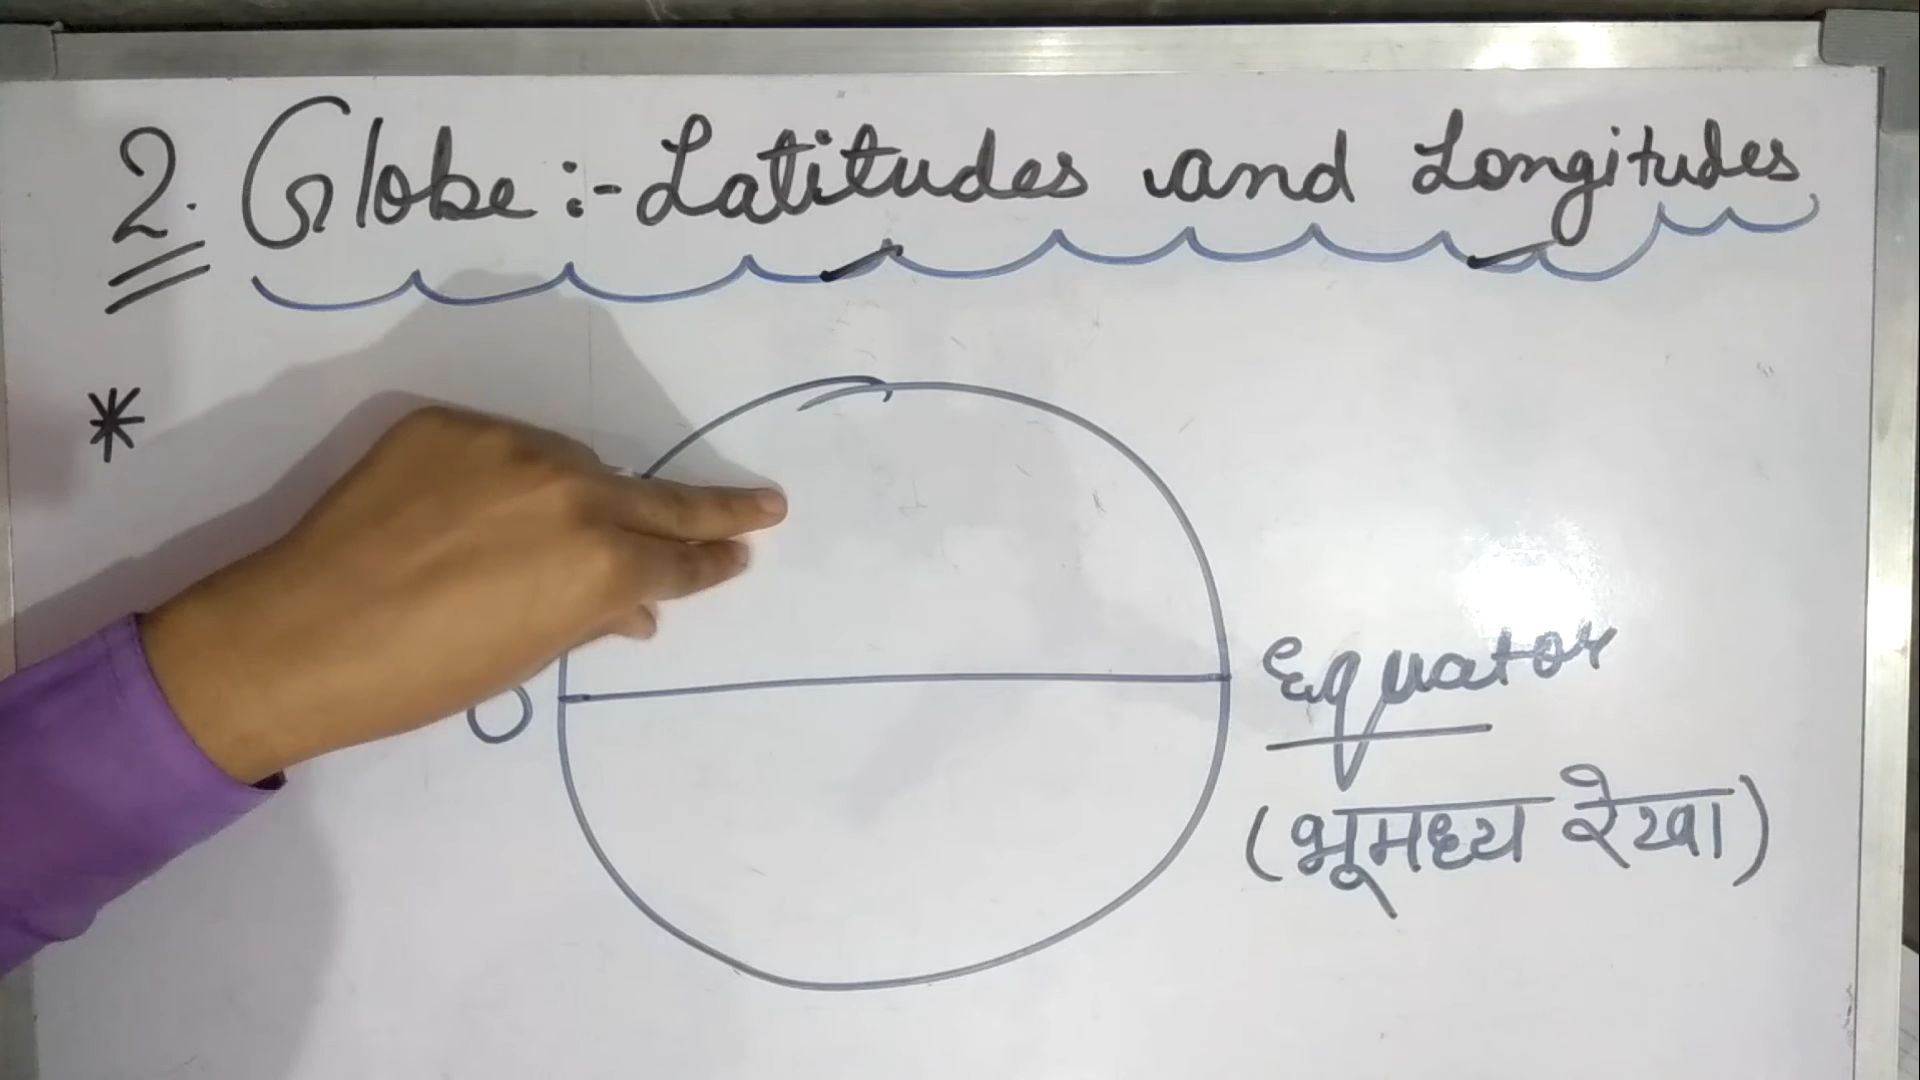 2. Globe :- Latitudes and Longitudes
*
0 Equator
(भूमध्य रेखा)